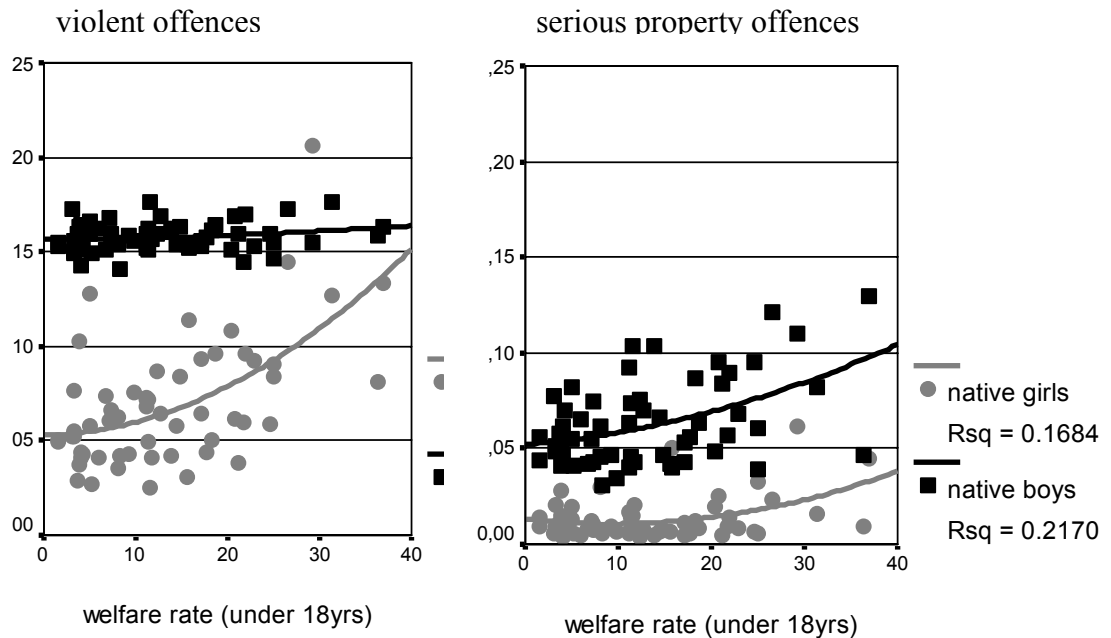 violent offences
25
20
15
10
05
00
0 10 20 30 40
welfare rate (under 18yrs)
serious property offences
,25
,20
,15
,10
,05
0,00
0 10 20 30 40
welfare rate (under 18yrs)
native girls
Rsq = 0.1684
native boys
Rsq = 0.2170